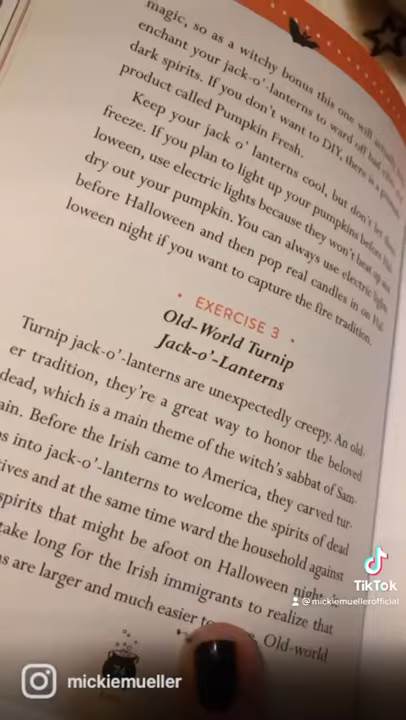 magic, so as a witchy bonus this one will
enchant your jack-o'-lanterns to ward off
dark spirits. If you don't want to DIY, there is a
product called Pumpkin Fresh.
Keep your jack o' lanterns cool, but don't let them
freeze. If you plan to light up your pumpkins before Hal-
loween, use electric lights because they won't heat up and
dry out your pumpkin. You can always use electric lights
before Halloween and then pop real candles in on Hal-
loween night if you want to capture the fire tradition.
• EXERCISE 3 •
Old-World Turnip
Jack-o'-Lanterns
Turnip jack-o'-lanterns are unexpectedly creepy. An old-
er tradition, they're a great way to honor the beloved
dead, which is a main theme of the witch's sabbat of Sam-
ain. Before the Irish came to America, they carved tur-
s into jack-o'-lanterns to welcome the spirits of dead
tives and at the same time ward the household against
spirits that might be afoot on Halloween night.
take long for the Irish immigrants to realize that
s are larger and much easier to Old-world
TikTok
@mickiemuellerofficial
mickiemueller